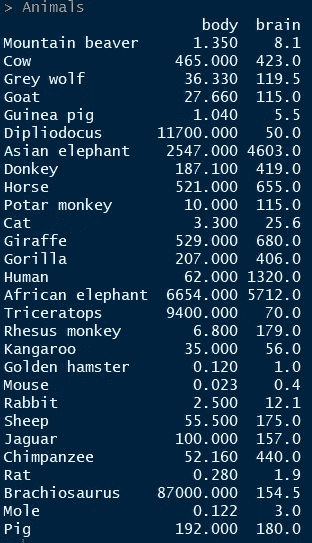 > Animals
body brain
Mountain beaver 1.350 8.1
Cow 465.000 423.0
Grey wolf 36.330 119.5
Goat 27.660 115.0
Guinea pig 1.040 5.5
Dipliodocus 11700.000 50.0
Asian elephant 2547.000 4603.0
Donkey 187.100 419.0
Horse 521.000 655.0
Potar monkey 10.000 115.0
Cat 3.300 25.6
Giraffe 529.000 680.0
Gorilla 207.000 406.0
Human 62.000 1320.0
African elephant 6654.000 5712.0
Triceratops 9400.000 70.0
Rhesus monkey 6.800 179.0
Kangaroo 35.000 56.0
Golden hamster 0.120 1.0
Mouse 0.023 0.4
Rabbit 2.500 12.1
Sheep 55.500 175.0
Jaguar 100.000 157.0
Chimpanzee 52.160 440.0
Rat 0.280 1.9
Brachiosaurus 87000.000 154.5
Mole 0.122 3.0
Pig 192.000 180.0